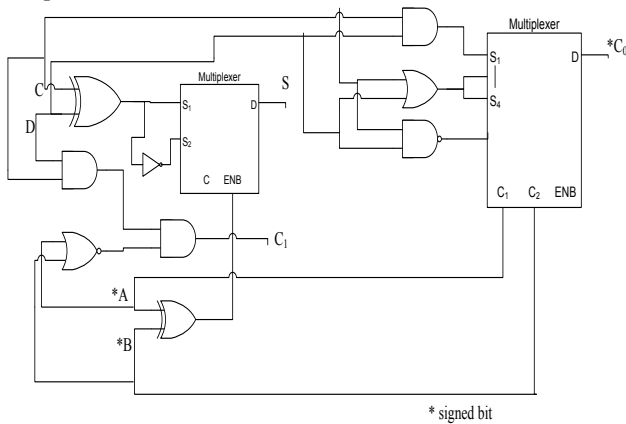 Multiplexer
S₁
S₄
D
*C₀
C₁ C₂ ENB
Multiplexer
S₁
S₂
D
C ENB
S
C
D
C₁
*A
*B
* signed bit